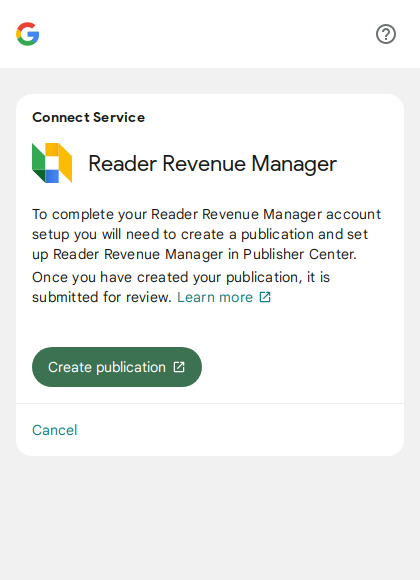 Connect Service
Reader Revenue Manager
To complete your Reader Revenue Manager account
setup you will need to create a publication and set
up Reader Revenue Manager in Publisher Center.
Once you have created your publication, it is
submitted for review. Learn more
Create publication
Cancel